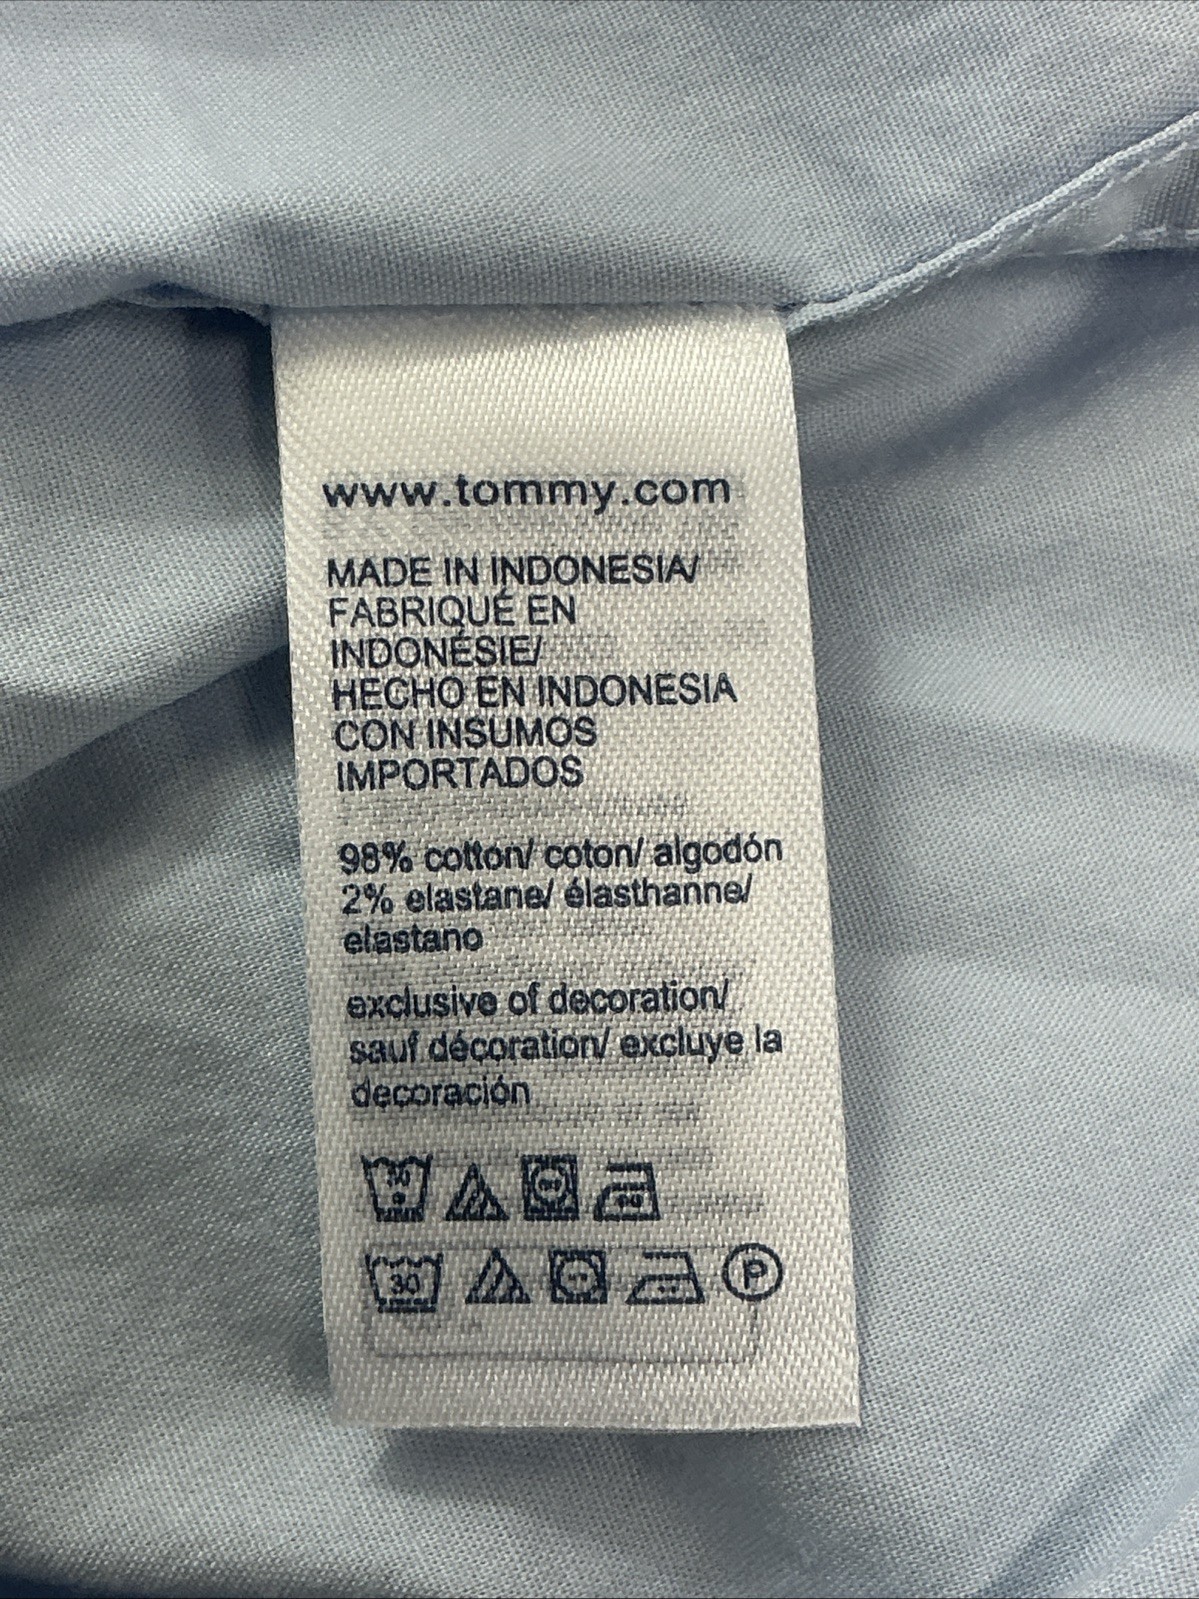 www.tommy.com
MADE IN INDONESIA/
FABRIQUÉ EN
INDONÉSIE/
HECHO EN INDONESIA
CON INSUMOS
IMPORTADOS
98% cotton/ coton/ algodón
2% elastane/ élasthanne/
elastano
exclusive of decoration/
sauf décoration/ excluye la
decoración
30
30 P